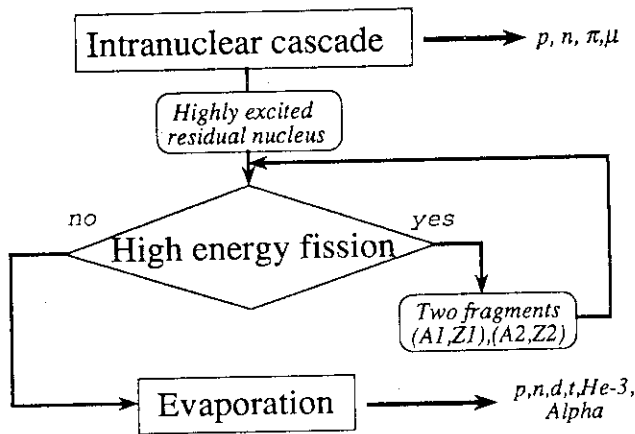 Intranuclear cascade
p, n, π,μ
Highly excited
residual nucleus
no
yes
High energy fission
Two fragments
(A1,Z1),(A2,Z2)
Evaporation
p,n,d,t,He-3,
Alpha